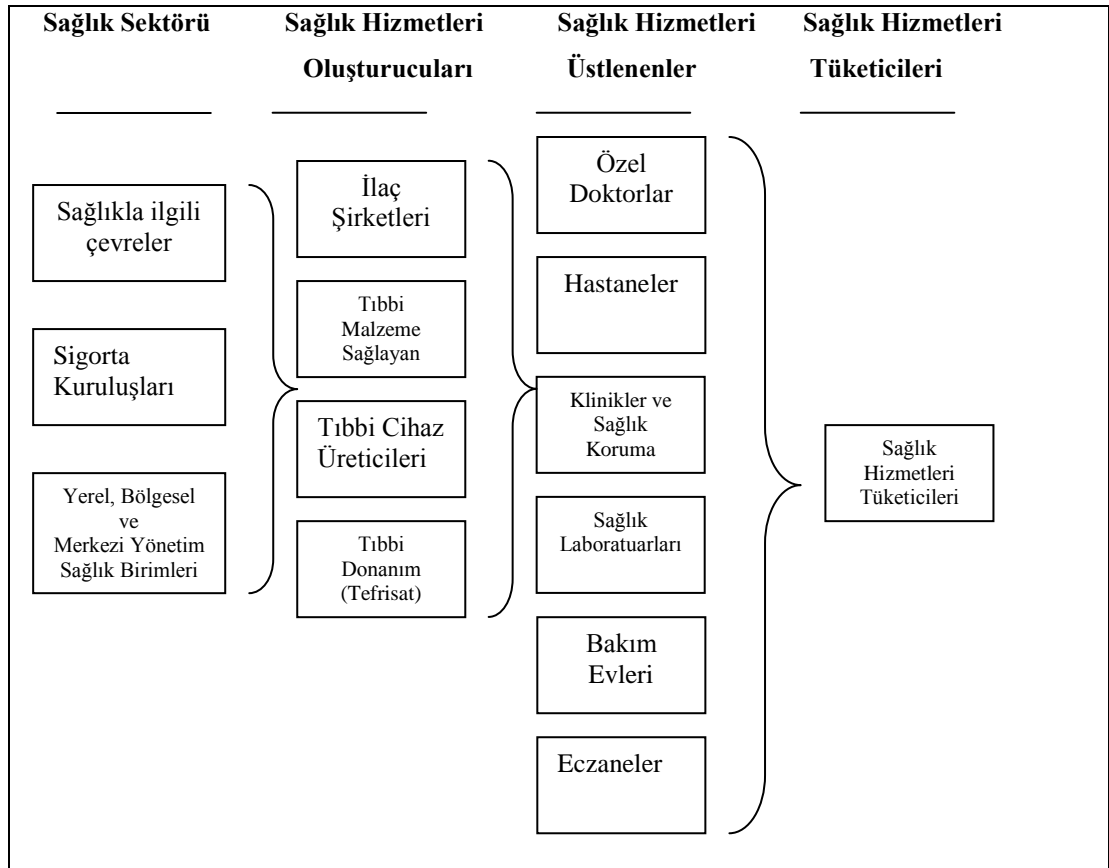 Sağlık Sektörü
Sağlık Hizmetleri
Oluşturucuları
Sağlık Hizmetleri
Üstlenenler
Sağlık Hizmetleri
Tüketicileri
Sağlıkla ilgili
çevreler
Sigorta
Kuruluşları
Yerel, Bölgesel
ve
Merkezi Yönetim
Sağlık Birimleri
İlaç
Şirketleri
Tıbbi
Malzeme
Sağlayan
Tıbbi Cihaz
Üreticileri
Tıbbi
Donanım
(Tefrisat)
Özel
Doktorlar
Hastaneler
Klinikler ve
Sağlık
Koruma
Sağlık
Laboratuarları
Bakım
Evleri
Eczaneler
Sağlık
Hizmetleri
Tüketicileri